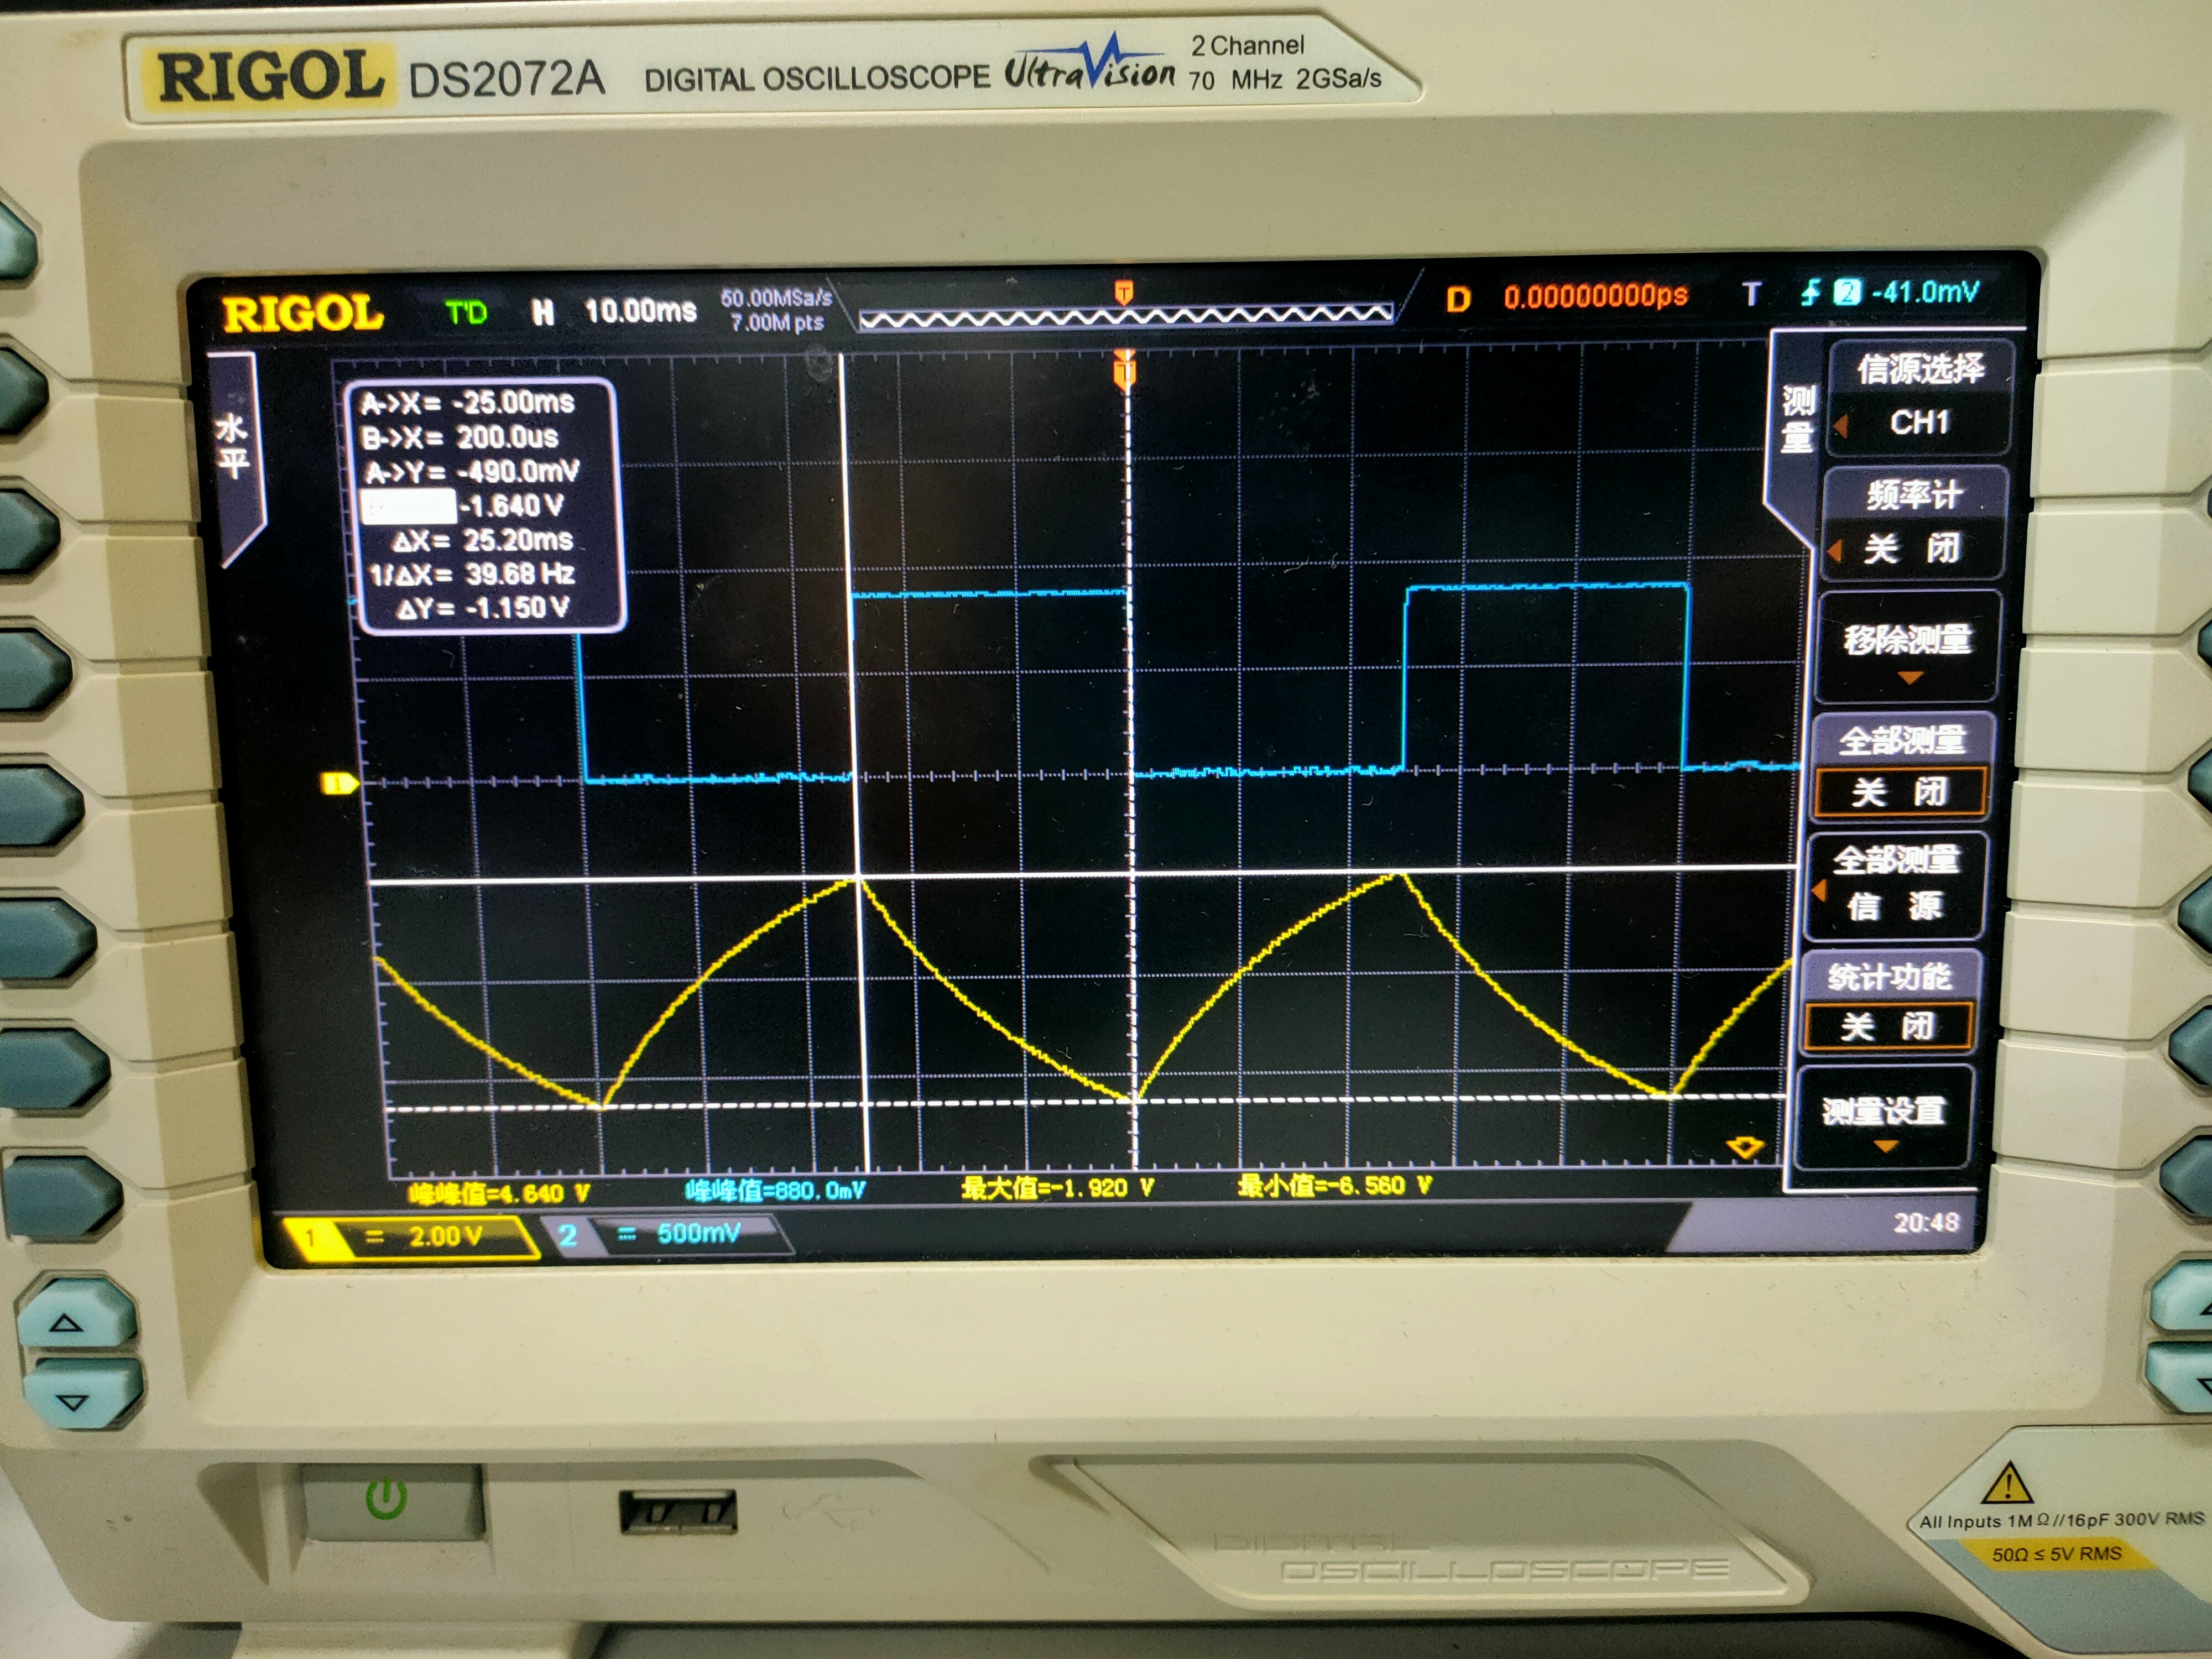 RIGOL DS2072A DIGITAL OSCILLOSCOPE UltraVision 2 Channel
70 MHz 2GSa/s
RIGOL T'D H 10.00ms 50.00MSa/s
7.00M pts
T
D 0.00000000ps T 2 -41.0mV
水平
T
A->X= -25.00ms
B->X= 200.0us
A->Y= -490.0mV
-1.640 V
△X= 25.20ms
1/△X= 39.68 Hz
△Y= -1.150 V
测量
信源选择
CH1
频率计
关 闭
移除测量
全部测量
关 闭
全部测量
信 源
统计功能
关 闭
测量设置
1
峰峰值=4.640 V 峰峰值=880.0mV 最大值=-1.920 V 最小值=-6.560 V
1 = 2.00 V 2 = 500mV 20:48
DIGITAL
OSCILLOSCOPE
All Inputs 1MΩ//16pF 300V RMS
50Ω ≤ 5V RMS